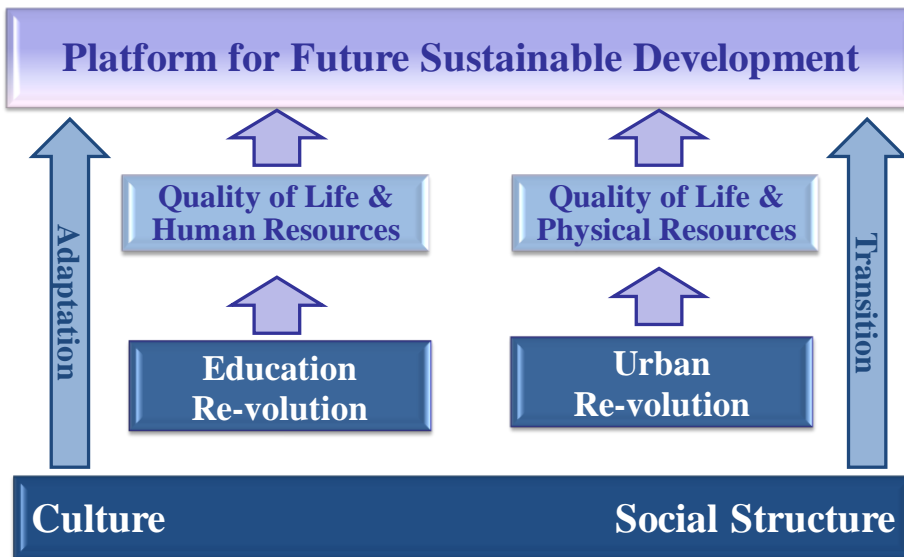 Platform for Future Sustainable Development
Adaptation
Quality of Life &
Human Resources
Quality of Life &
Physical Resources
Transition
Education
Re-volution
Urban
Re-volution
Culture
Social Structure